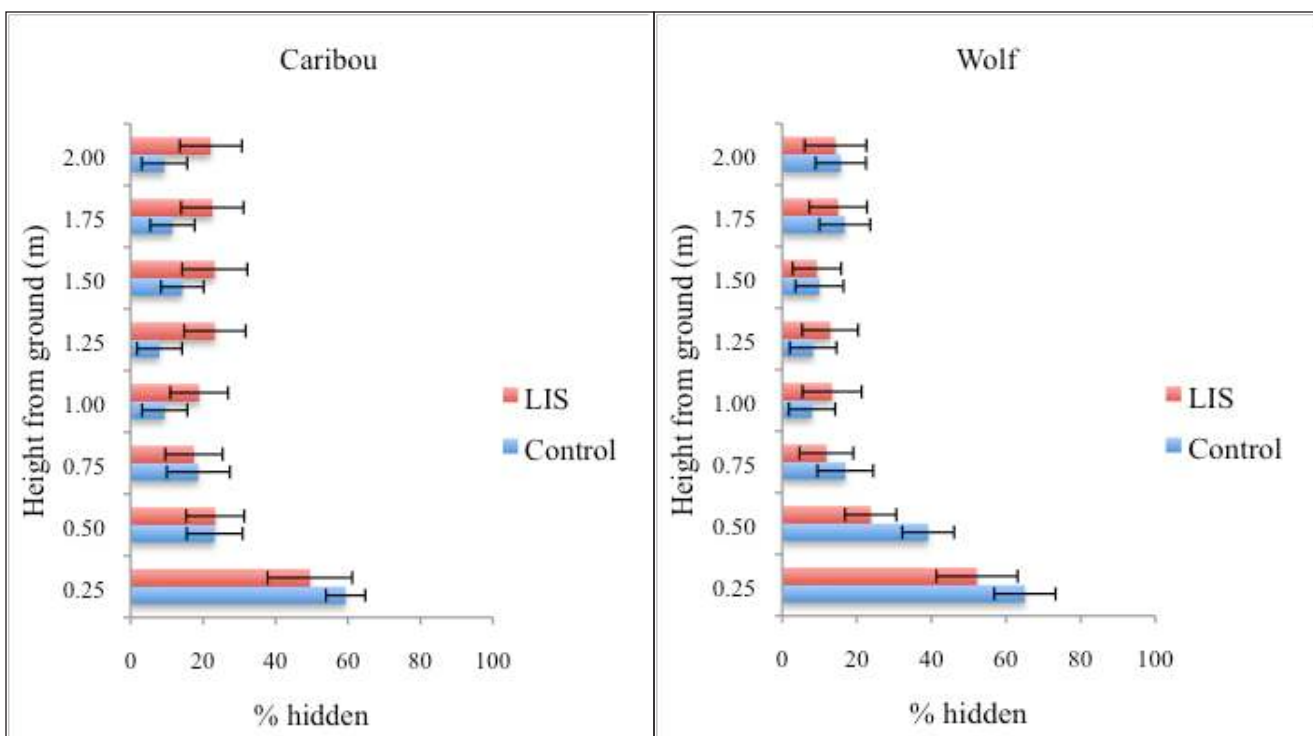 Caribou
Height from ground (m)
2.00
1.75
1.50
1.25
1.00
0.75
0.50
0.25
0 20 40 60 80 100
% hidden
LIS
Control
Wolf
Height from ground (m)
2.00
1.75
1.50
1.25
1.00
0.75
0.50
0.25
0 20 40 60 80 100
% hidden
LIS
Control